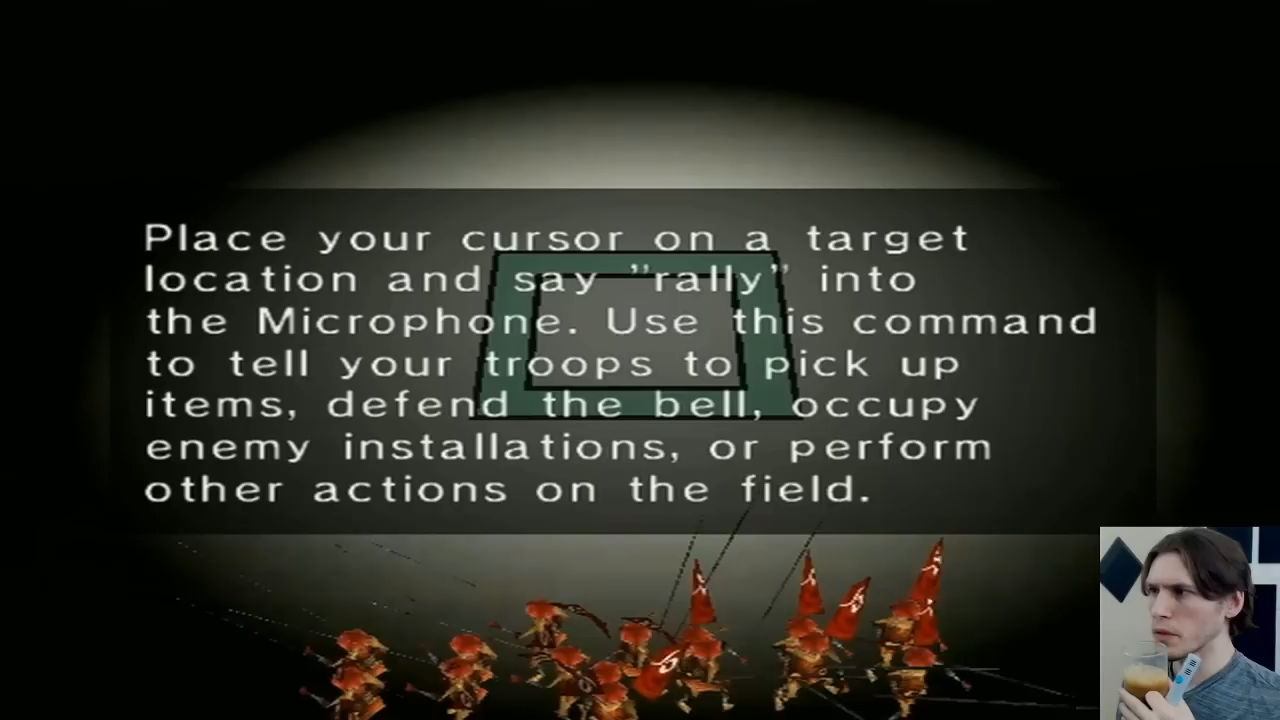 Place your cursor on a target
location and say "rally" into
the Microphone. Use this command
to tell your troops to pick up
items, defend the bell, occupy
enemy installations, or perform
other actions on the field.